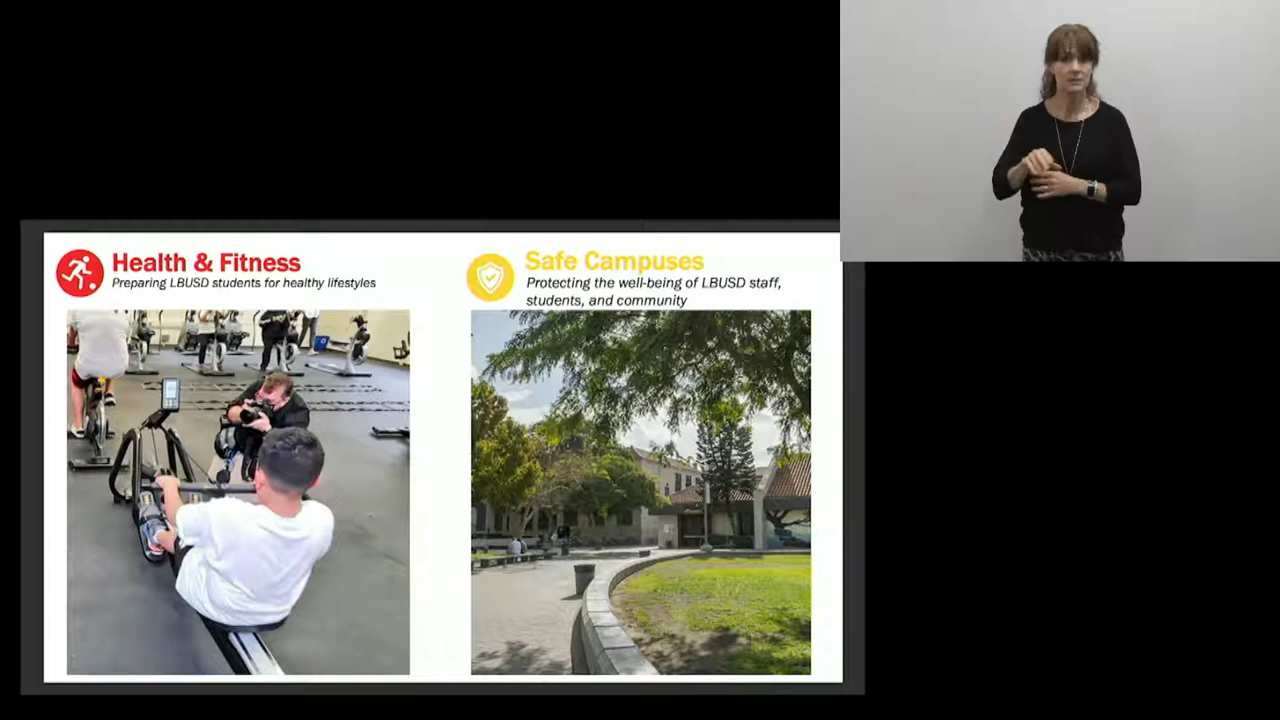 Health & Fitness
Preparing LBUSD students for healthy lifestyles
Safe Campuses
Protecting the well-being of LBUSD staff,
students, and community